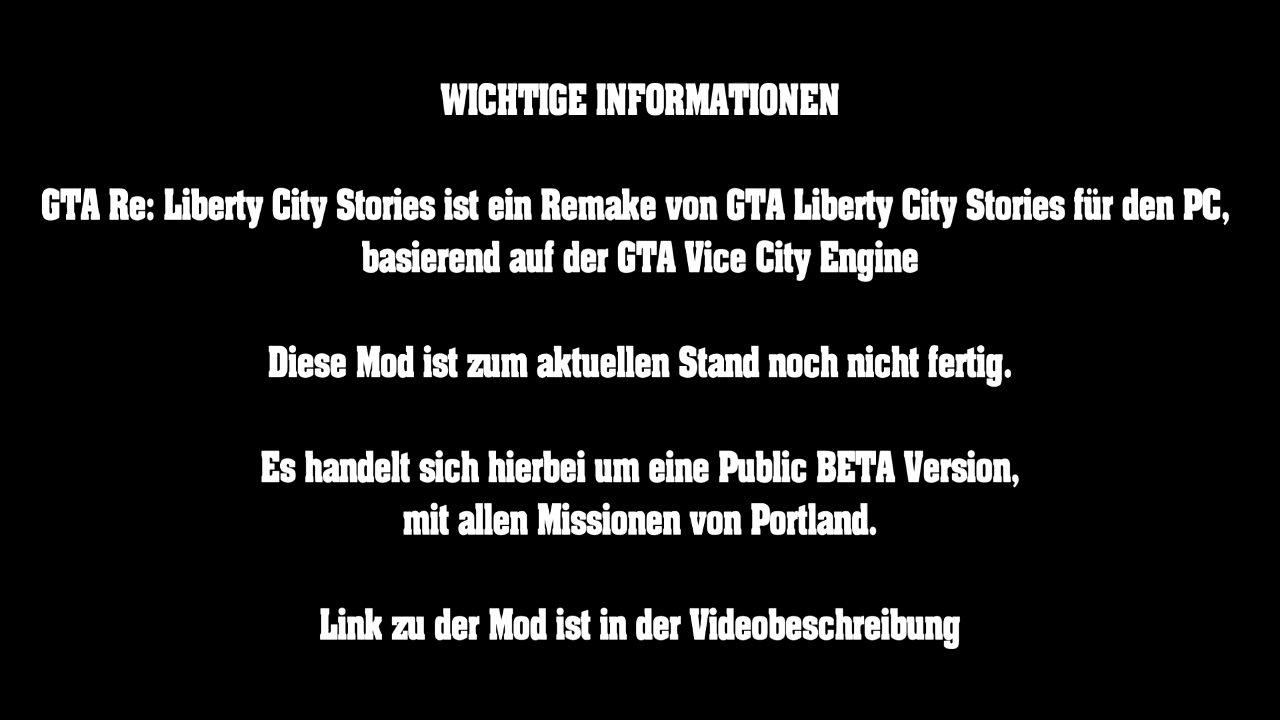 WICHTIGE INFORMATIONEN
GTA Re: Liberty City Stories ist ein Remake von GTA Liberty City Stories für den PC,
basierend auf der GTA Vice City Engine
Diese Mod ist zum aktuellen Stand noch nicht fertig.
Es handelt sich hierbei um eine Public BETA Version,
mit allen Missionen von Portland.
Link zu der Mod ist in der Videobeschreibung